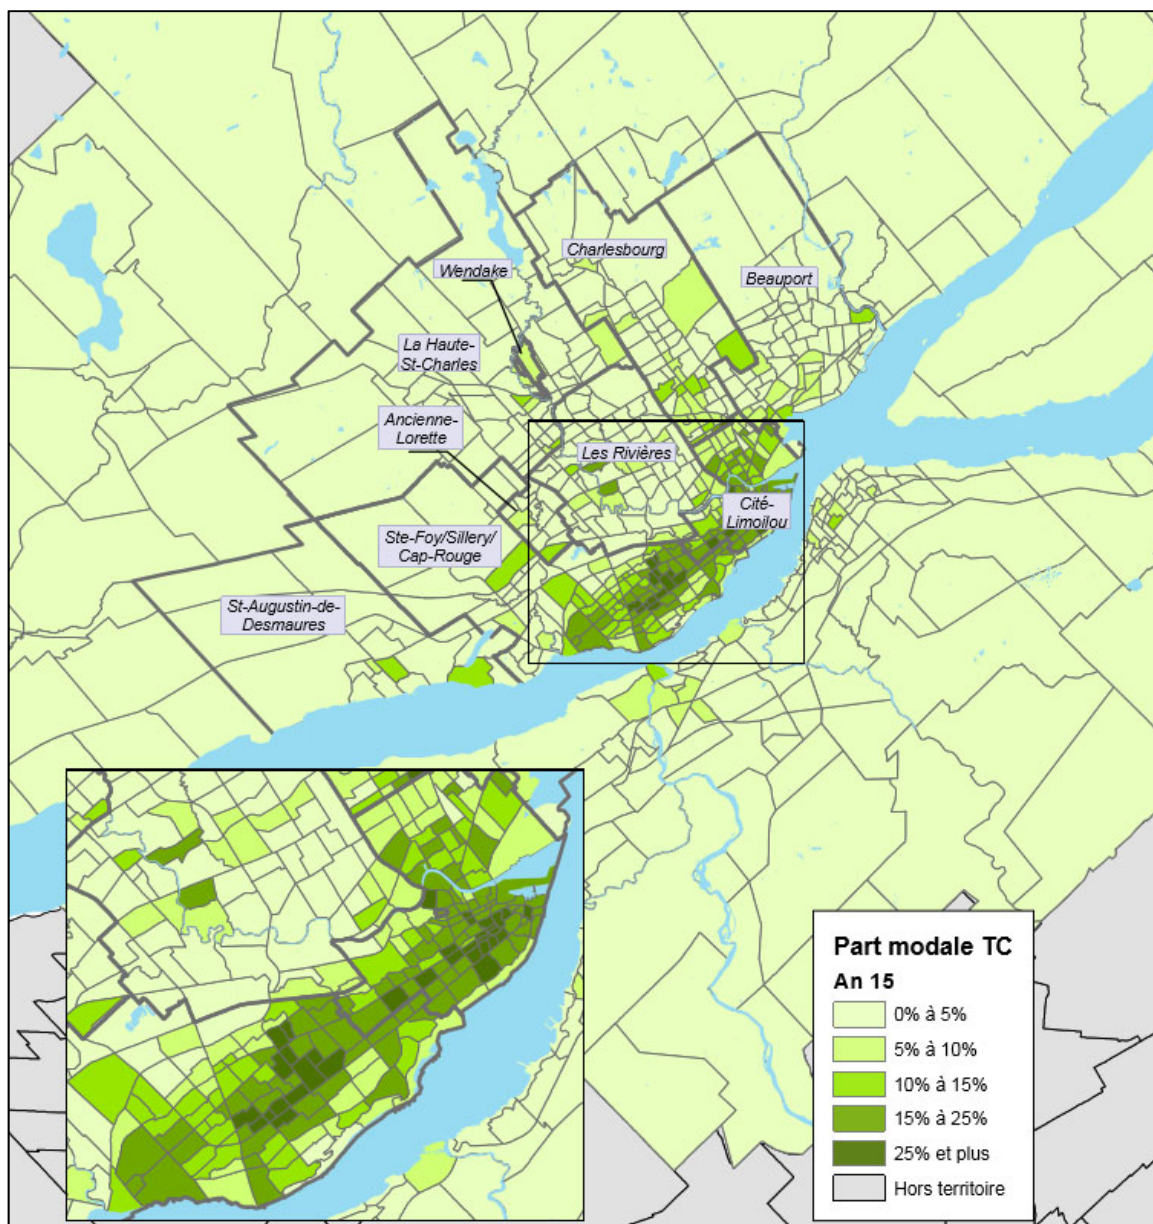 Charlesbourg
Wendake
Beauport
La Haute-
St-Charles
Ancienne-
Lorette
Les Rivières
Cité-
Limoilou
Ste-Foy/Sillery/
Cap-Rouge
St-Augustin-de-
Desmaures
Part modale TC
An 15
0% à 5%
5% à 10%
10% à 15%
15% à 25%
25% et plus
Hors territoire